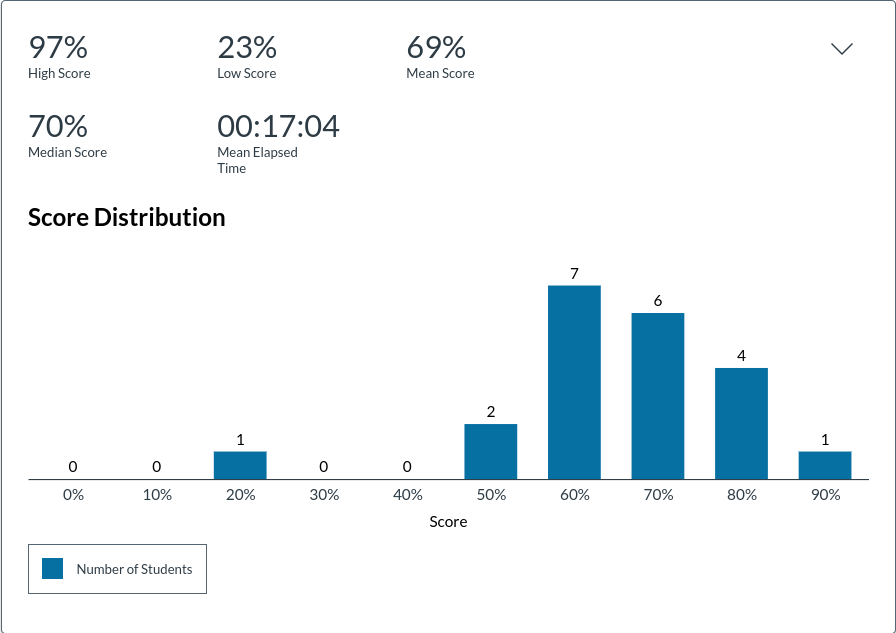 97%
High Score
23%
Low Score
69%
Mean Score
70%
Median Score
00:17:04
Mean Elapsed
Time
Score Distribution
7
6
4
2
1
1
0
0
0
0
0%
10%
20%
30%
40%
50%
60%
70%
80%
90%
Score
Number of Students